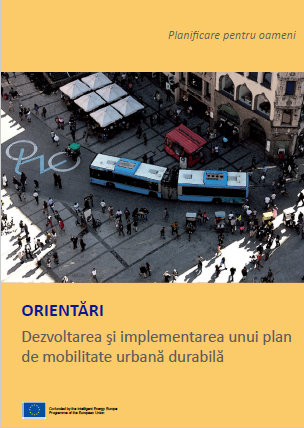 Planificare pentru oameni
ORIENTĂRI
Dezvoltarea şi implementarea unui plan
de mobilitate urbană durabilă
Co-funded by the Intelligent Energy Europe
Programme of the European Union